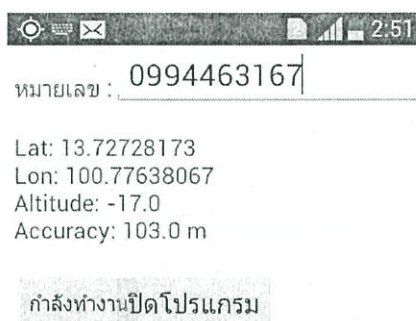 2 2:51
หมายเลข : 0994463167
Lat: 13.72728173
Lon: 100.77638067
Altitude: -17.0
Accuracy: 103.0 m
กำลังทำงานปิดโปรแกรม